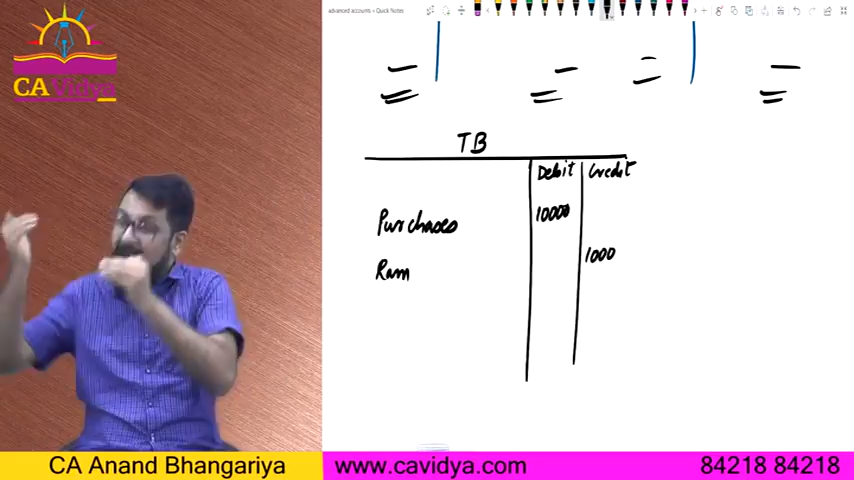 advanced accounts » Quick Notes
CA Vidya
TB
Debit Credit
Purchases 10000
Ram 1000
CA Anand Bhangariya www.cavidya.com 84218 84218